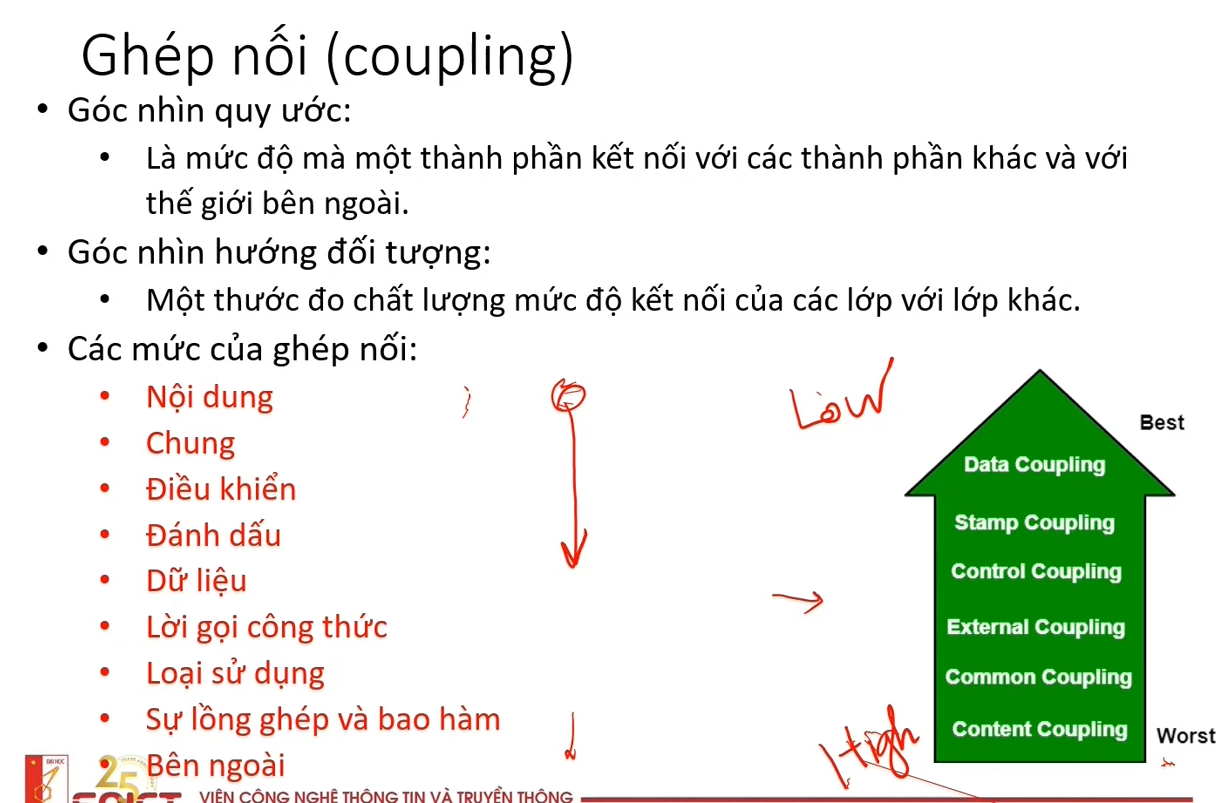 Ghép nối (coupling)
• Góc nhìn quy ước:
• Là mức độ mà một thành phần kết nối với các thành phần khác và với
thế giới bên ngoài.
• Góc nhìn hướng đối tượng:
• Một thước đo chất lượng mức độ kết nối của các lớp với lớp khác.
• Các mức của ghép nối:
• Nội dung
• Chung
• Điều khiển
• Đánh dấu
• Dữ liệu
• Lời gọi công thức
• Loại sử dụng
• Sự lồng ghép và bao hàm
• Bên ngoài
Low
High
Best
Data Coupling
Stamp Coupling
Control Coupling
External Coupling
Common Coupling
Content Coupling
Worst
ĐẠI HỌC
25
VIỆN CÔNG NGHỆ THÔNG TIN VÀ TRUYỀN THÔNG